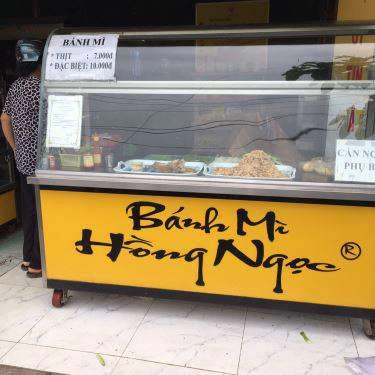 BÁNH MÌ
* THỊT : 7.000đ
* ĐẶC BIỆT: 10.000đ
CẦN NG
PHỤ B
Bánh Mì
Hồng Ngọc ®